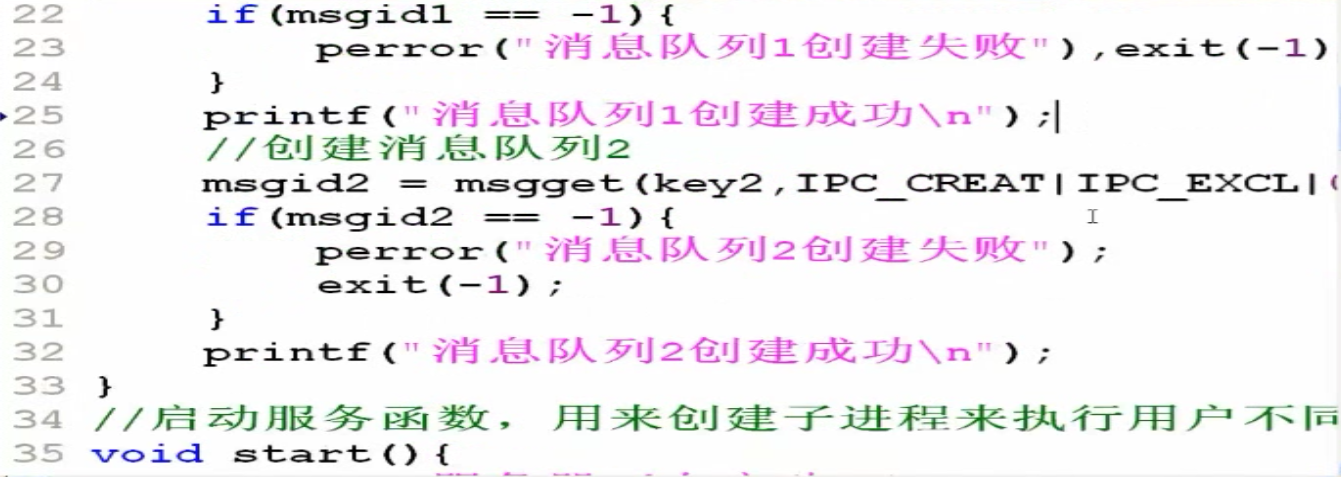 22 if(msgid1 == -1){
23 perror("消息队列1创建失败"),exit(-1)
24 }
25 printf("消息队列1创建成功\n");
26 //创建消息队列2
27 msgid2 = msgget(key2,IPC_CREAT|IPC_EXCL|
28 if(msgid2 == -1){
29 perror("消息队列2创建失败");
30 exit(-1);
31 }
32 printf("消息队列2创建成功\n");
33 }
34 //启动服务函数，用来创建子进程来执行用户不同
35 void start(){